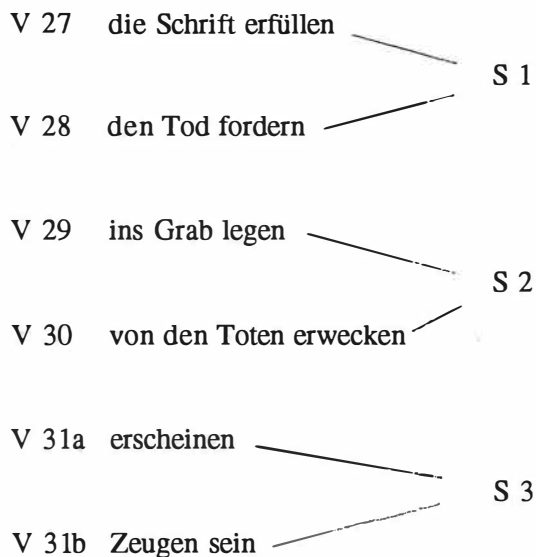 V 27 die Schrift erfüllen
S 1
V 28 den Tod fordern
V 29 ins Grab legen
S 2
V 30 von den Toten erwecken
V 31a erscheinen
S 3
V 31b Zeugen sein